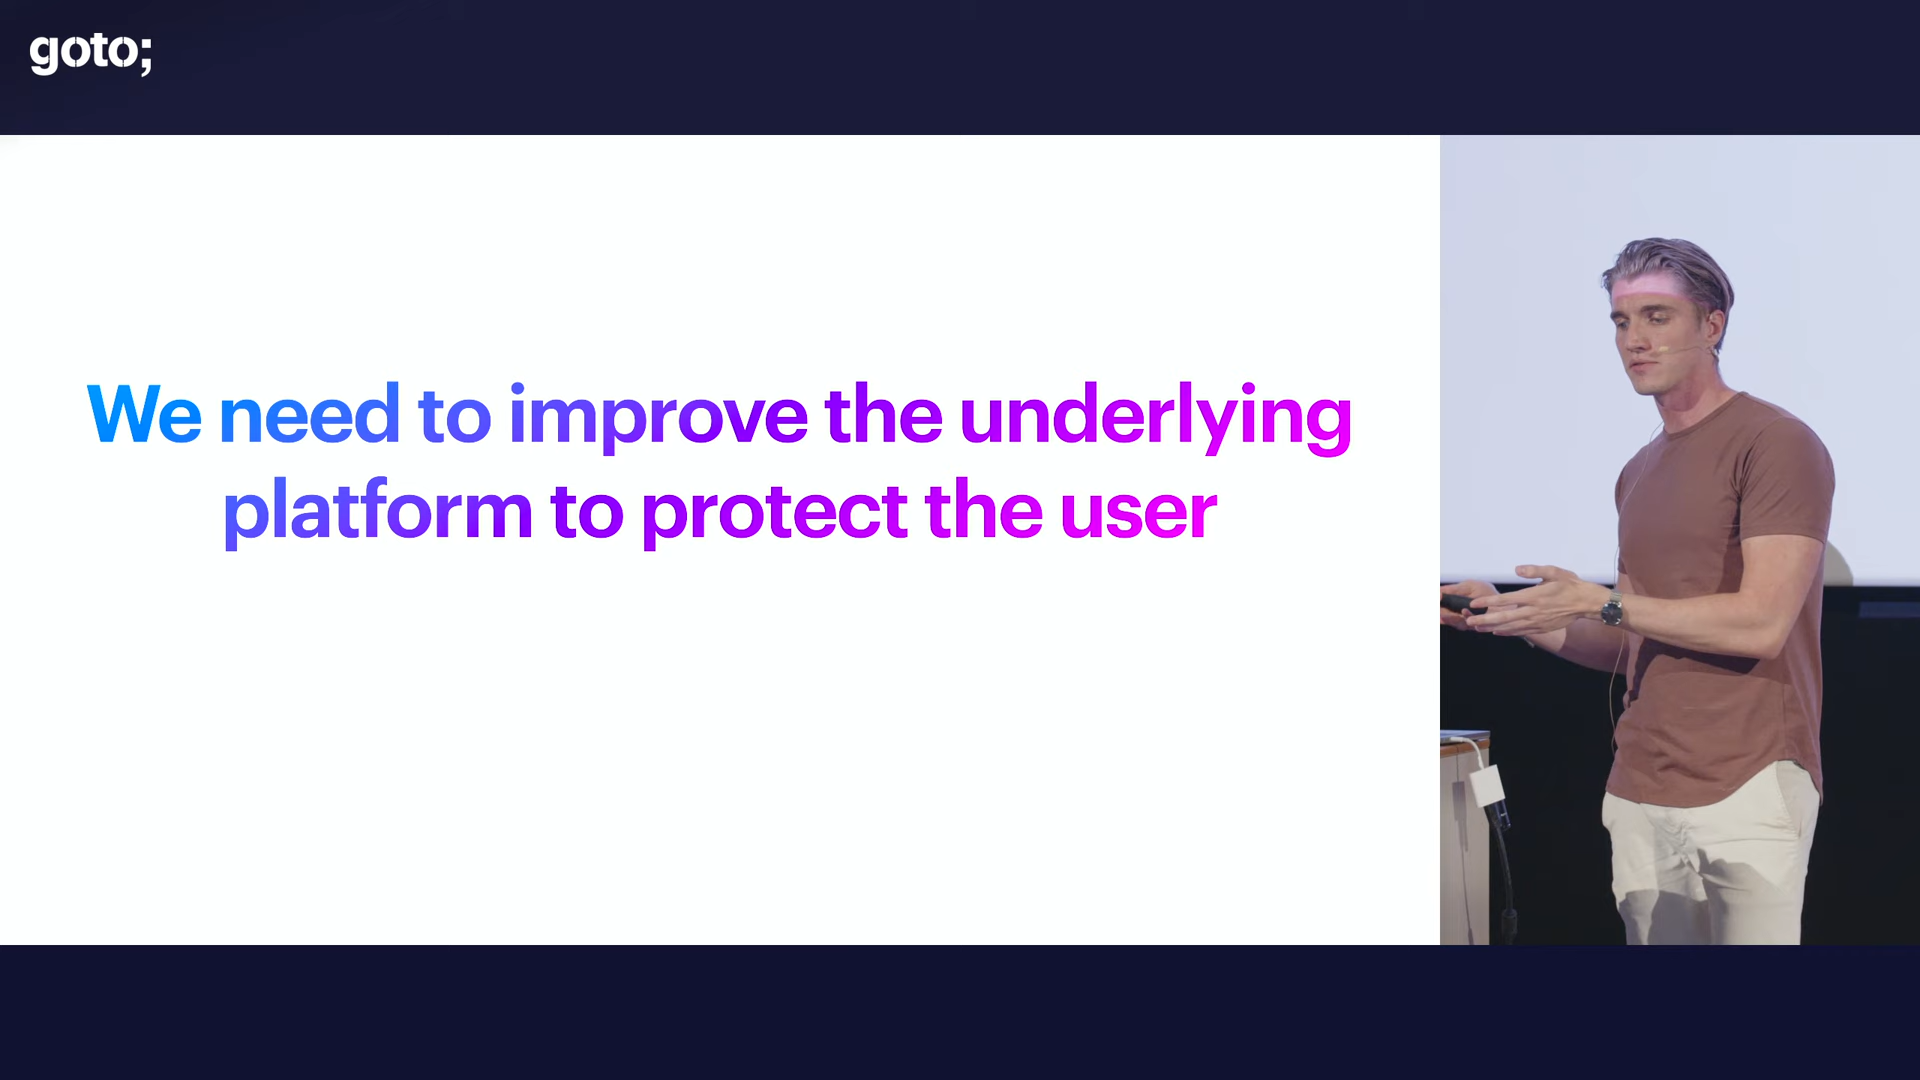 goto;
We need to improve the underlying
platform to protect the user